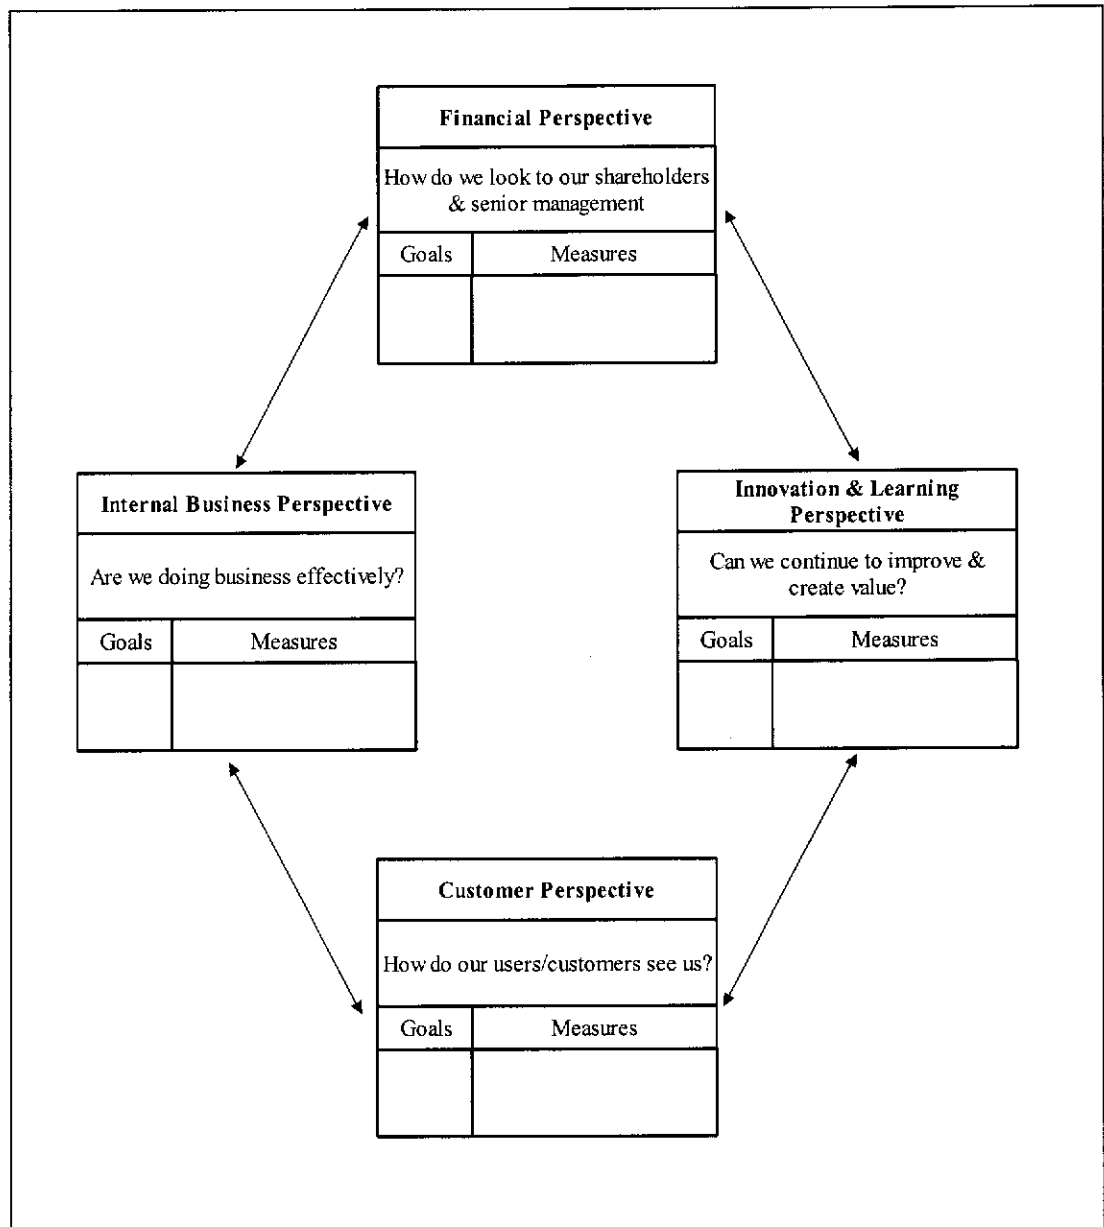 Financial Perspective
How do we look to our shareholders
& senior management
Goals
Measures
Internal Business Perspective
Are we doing business effectively?
Goals
Measures
Innovation & Learning
Perspective
Can we continue to improve &
create value?
Goals
Measures
Customer Perspective
How do our users/customers see us?
Goals
Measures